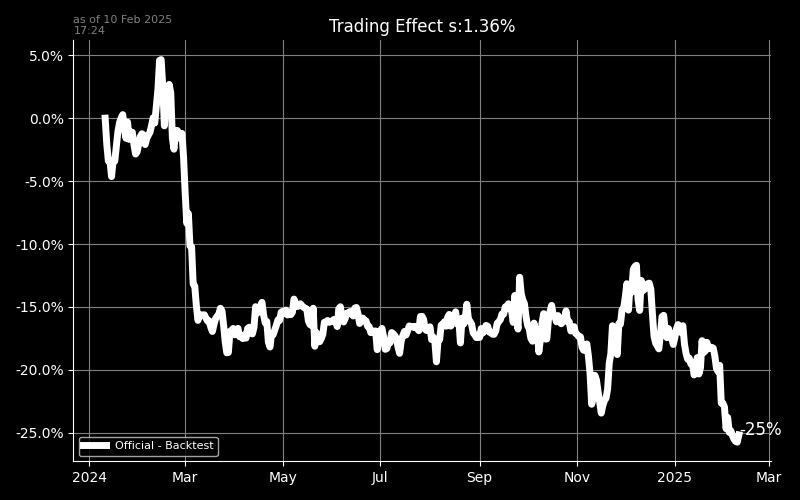 as of 10 Feb 2025
17:24
Trading Effect s:1.36%
5.0%
0.0%
-5.0%
-10.0%
-15.0%
-20.0%
-25.0%
-25%
Official - Backtest
2024 Mar May Jul Sep Nov 2025 Mar